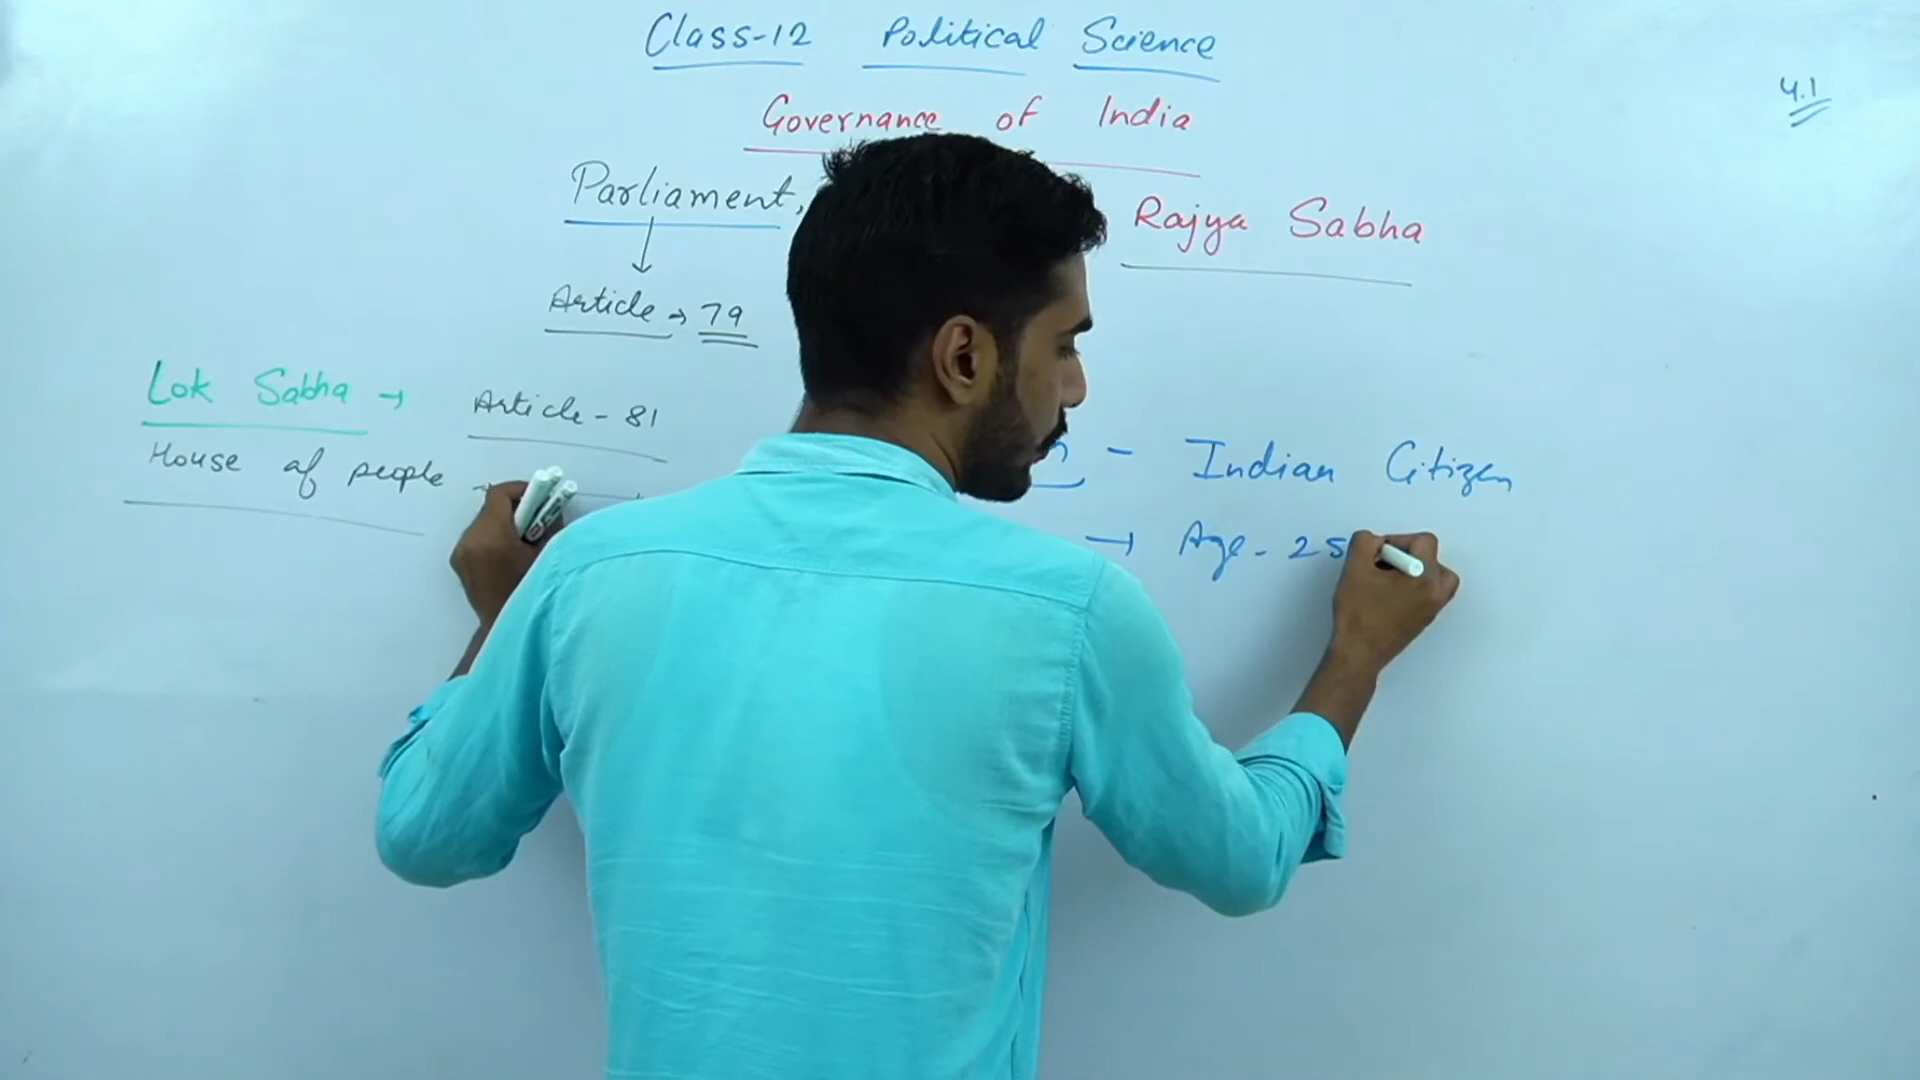 Class-12 Political Science
4.1
Governance of India
Parliament, Rajya Sabha
Article → 79
Lok Sabha → Article - 81
House of people
- Indian Citizen
→ Age - 25